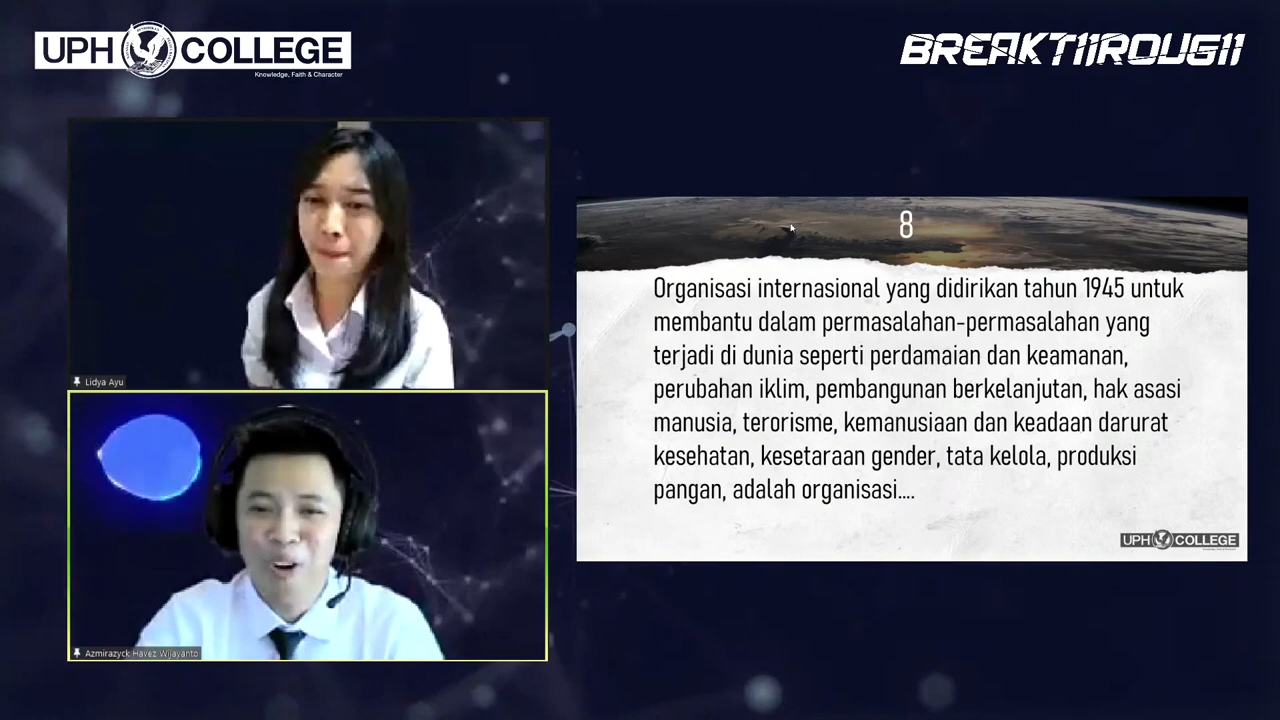 UPH COLLEGE
Knowledge, Faith & Character
BREAKTHROUGH
Lidya Ayu
Azmirazyck Havez Wijayanto
8
Organisasi internasional yang didirikan tahun 1945 untuk
membantu dalam permasalahan-permasalahan yang
terjadi di dunia seperti perdamaian dan keamanan,
perubahan iklim, pembangunan berkelanjutan, hak asasi
manusia, terorisme, kemanusiaan dan keadaan darurat
kesehatan, kesetaraan gender, tata kelola, produksi
pangan, adalah organisasi....
UPH COLLEGE